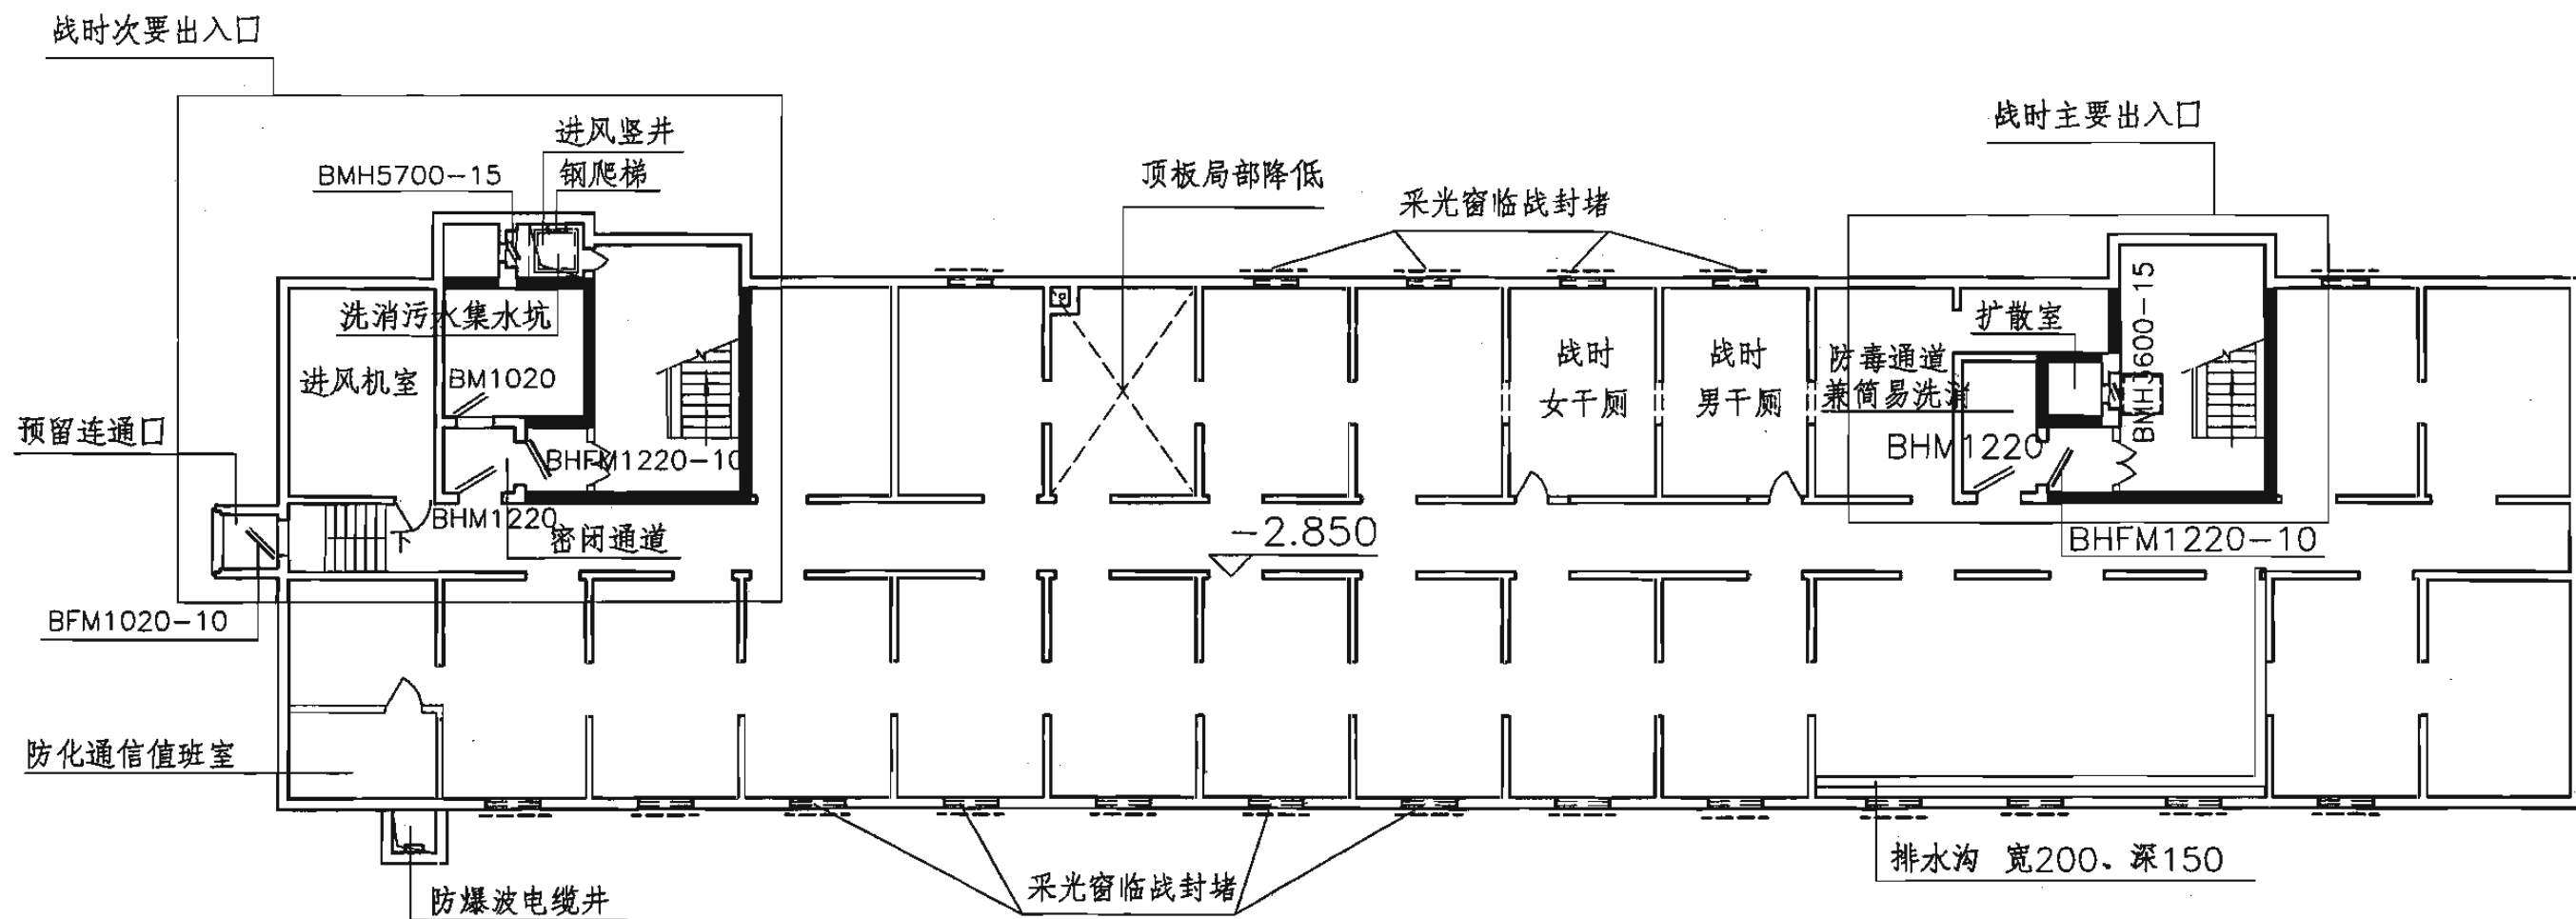 战时次要出入口
进风竖井
钢爬梯
BMH5700-15
战时主要出入口
顶板局部降低
采光窗临战封堵
洗消污水集水坑
进风机室
BM1020
预留连通口
BHFM1220-10
BHM1220
下
密闭通道
BFM1020-10
防化通信值班室
防爆波电缆井
战时
女干厕
战时
男干厕
扩散室
防毒通道
兼简易洗消
BMH3600-15
BHM1220
BHFM1220-10
-2.850
采光窗临战封堵
排水沟 宽200、深150